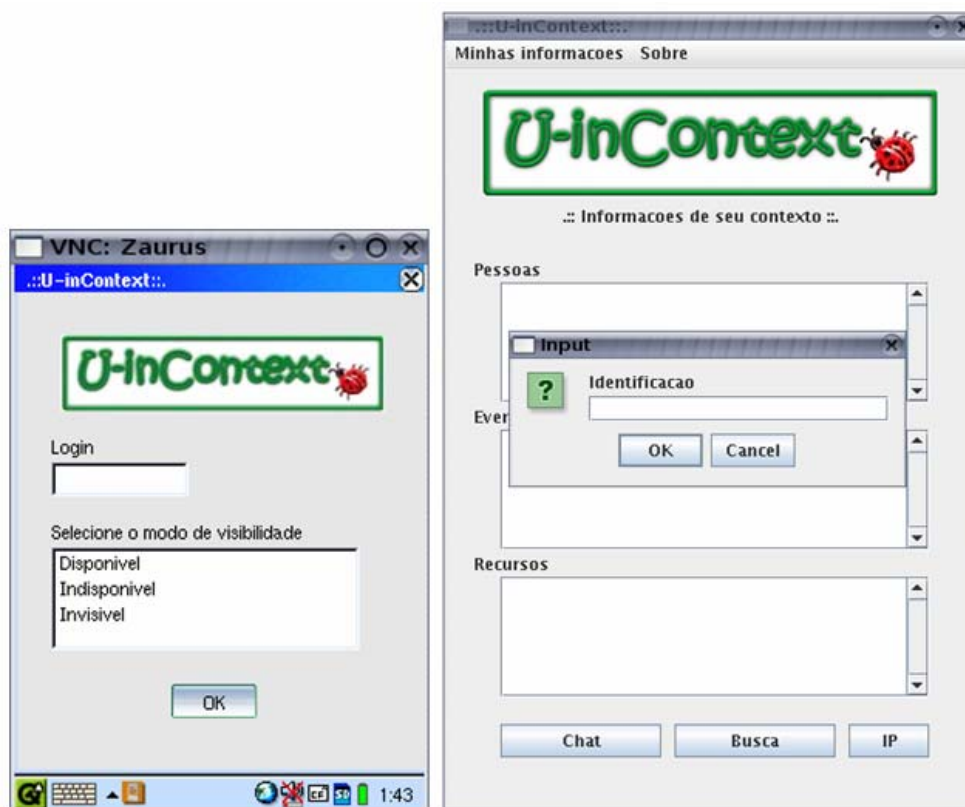 VNC: Zaurus
.::U-inContext::.
U-inContext
Login
Selecione o modo de visibilidade
Disponivel
Indisponivel
Invisivel
OK
1:43
.::U-inContext::.
Minhas informacoes Sobre
U-inContext
.:: Informacoes de seu contexto ::.
Pessoas
Input
?
Identificacao
OK Cancel
Ever
Recursos
Chat Busca IP